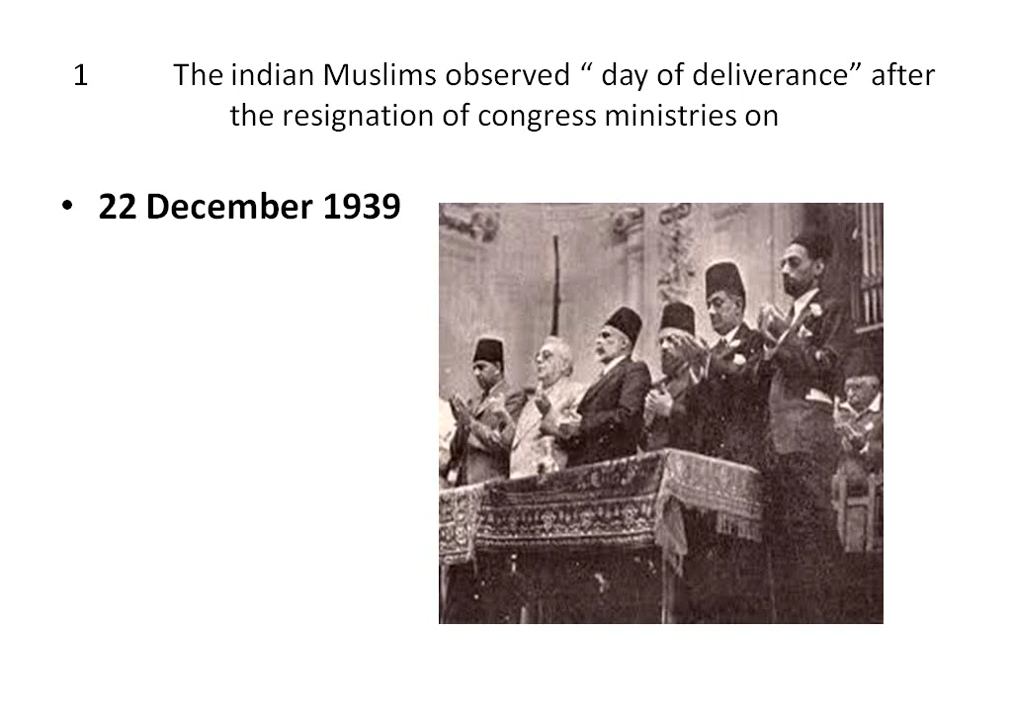 1 The indian Muslims observed “ day of deliverance” after
the resignation of congress ministries on
• 22 December 1939